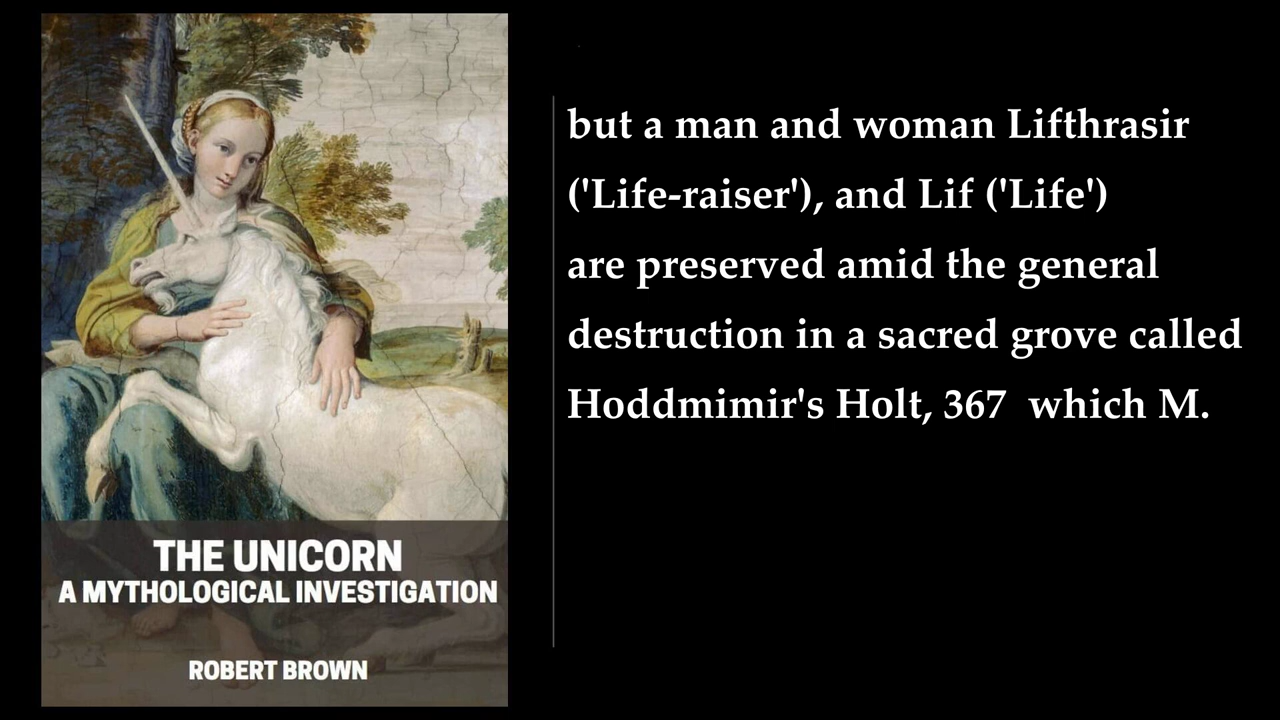 THE UNICORN
A MYTHOLOGICAL INVESTIGATION
ROBERT BROWN
but a man and woman Lifthrasir
('Life-raiser'), and Lif ('Life')
are preserved amid the general
destruction in a sacred grove called
Hoddmimir's Holt, 367 which M.